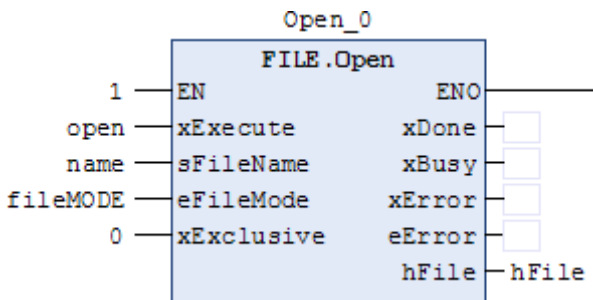 Open_0
FILE.Open
1 EN ENO
open xExecute xDone
name sFileName xBusy
fileMODE eFileMode xError
0 xExclusive eError
hFile hFile